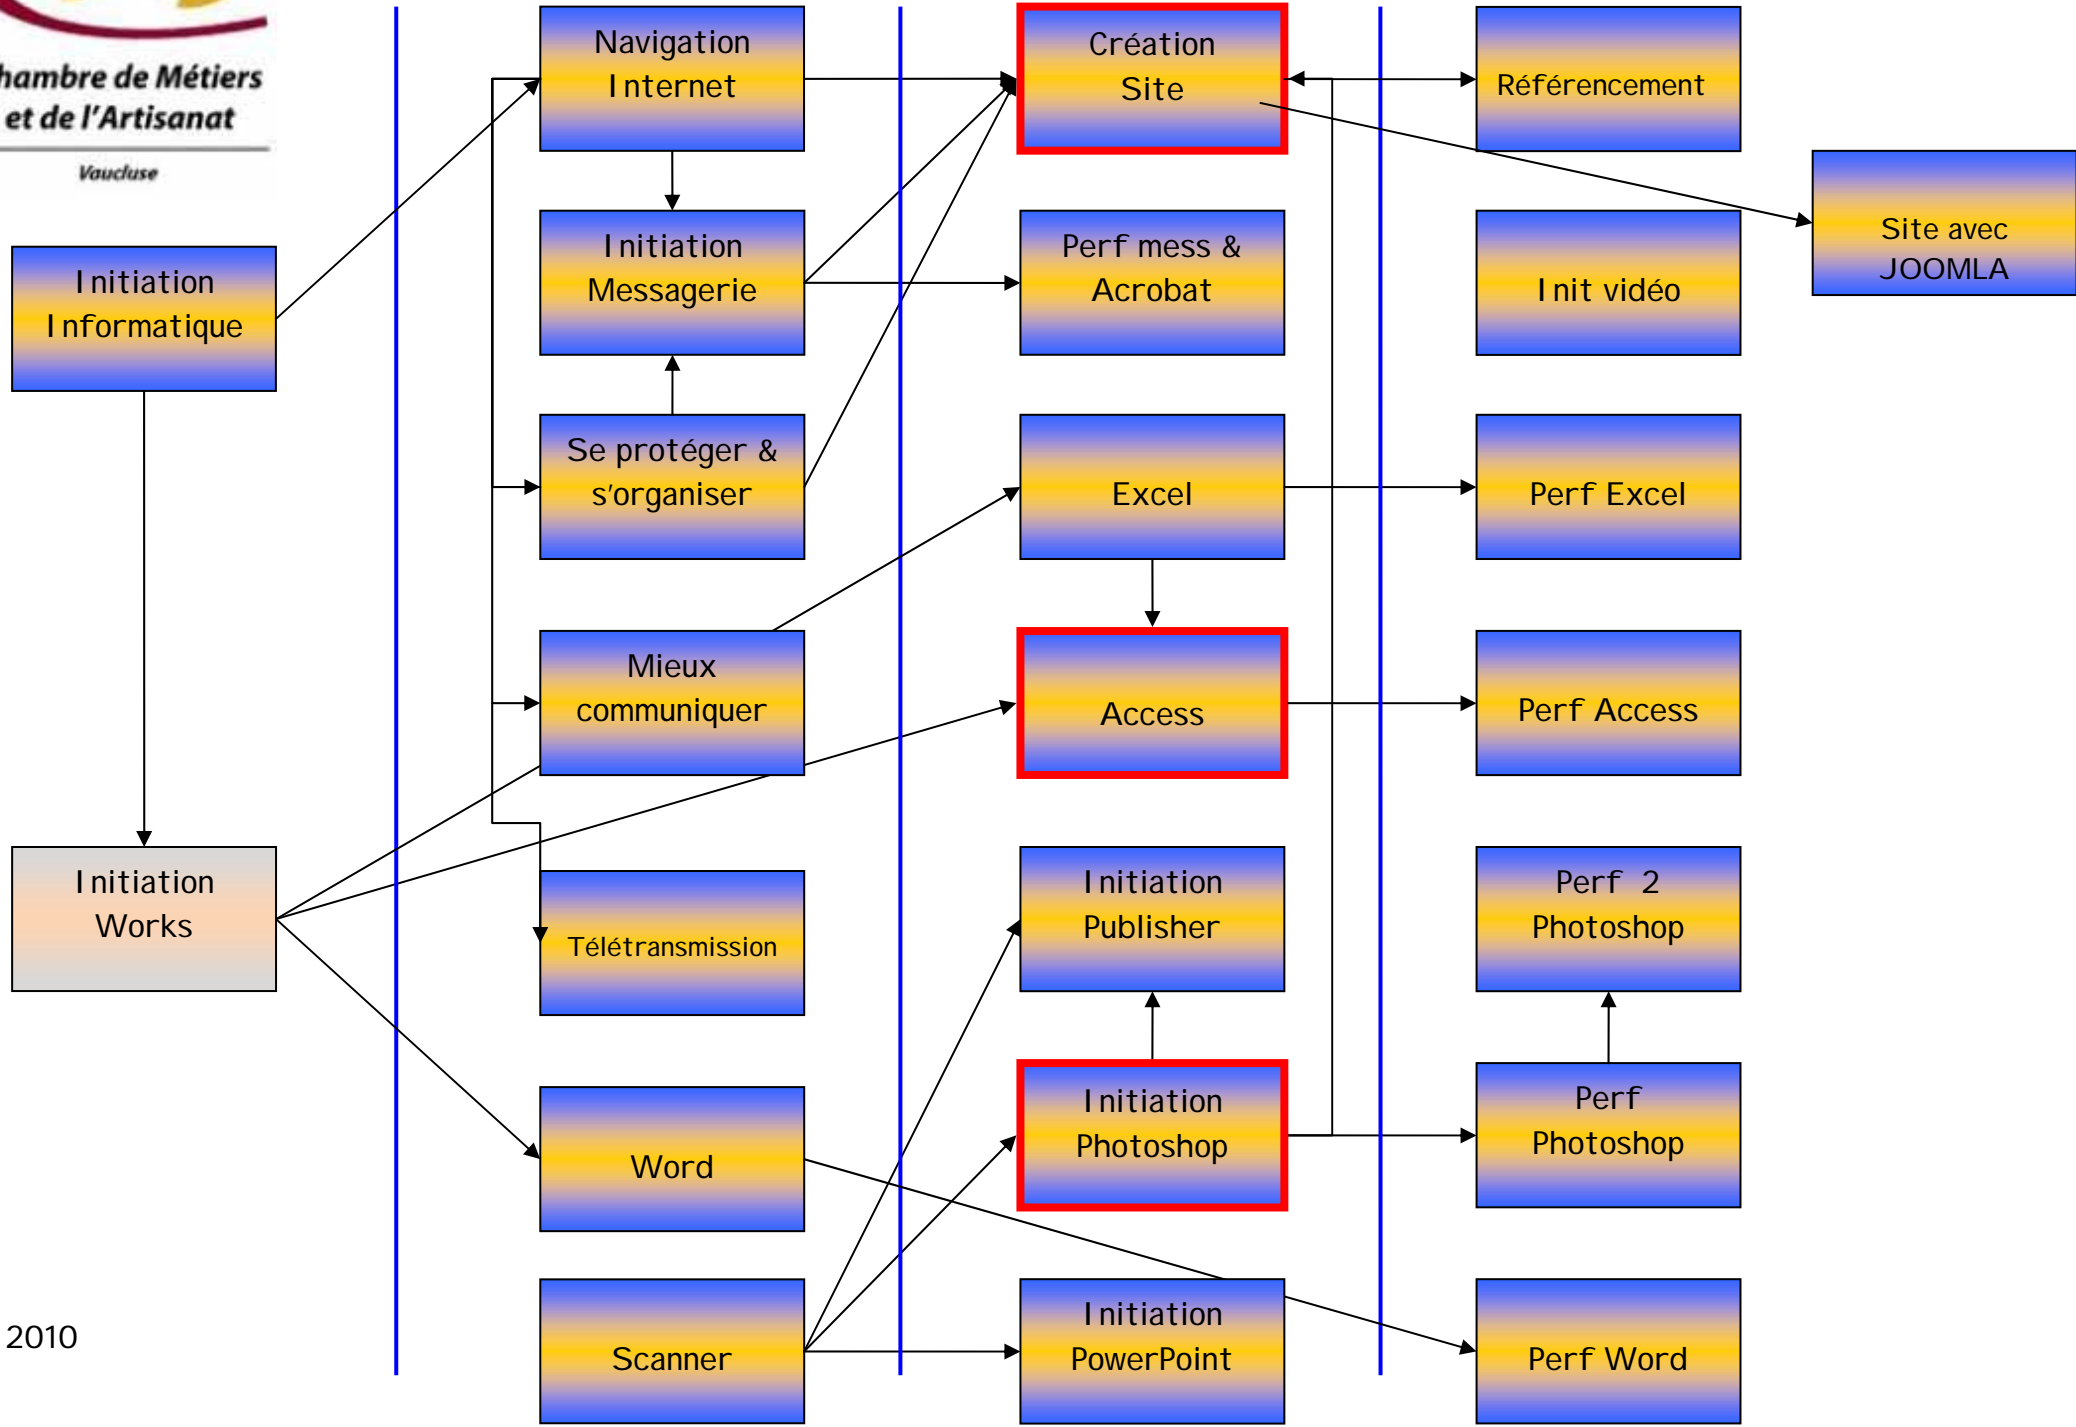 hambre de Métiers
et de l'Artisanat
Vaucluse
Initiation
Informatique
Initiation
Works
2010
Navigation
Internet
Initiation
Messagerie
Se protéger &
s'organiser
Mieux
communiquer
Télétransmission
Word
Scanner
Création
Site
Perf mess &
Acrobat
Excel
Access
Initiation
Publisher
Initiation
Photoshop
Initiation
PowerPoint
Référencement
Init vidéo
Perf Excel
Perf Access
Perf 2
Photoshop
Perf
Photoshop
Perf Word
Site avec
JOOMLA